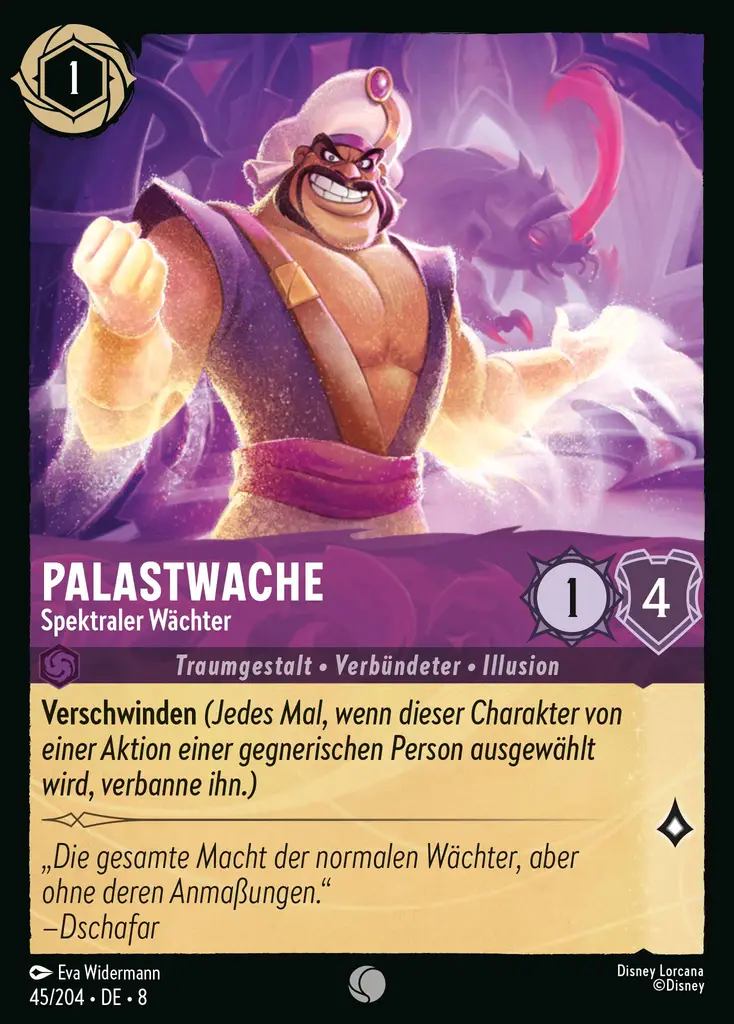 1
PALASTWACHE
Spektraler Wächter
1
4
Traumgestalt • Verbündeter • Illusion
Verschwinden (Jedes Mal, wenn dieser Charakter von
einer Aktion einer gegnerischen Person ausgewählt
wird, verbanne ihn.)
„Die gesamte Macht der normalen Wächter, aber
ohne deren Anmaßungen.“
–Dschafar
Eva Widermann
45/204 • DE • 8
Disney Lorcana
©Disney